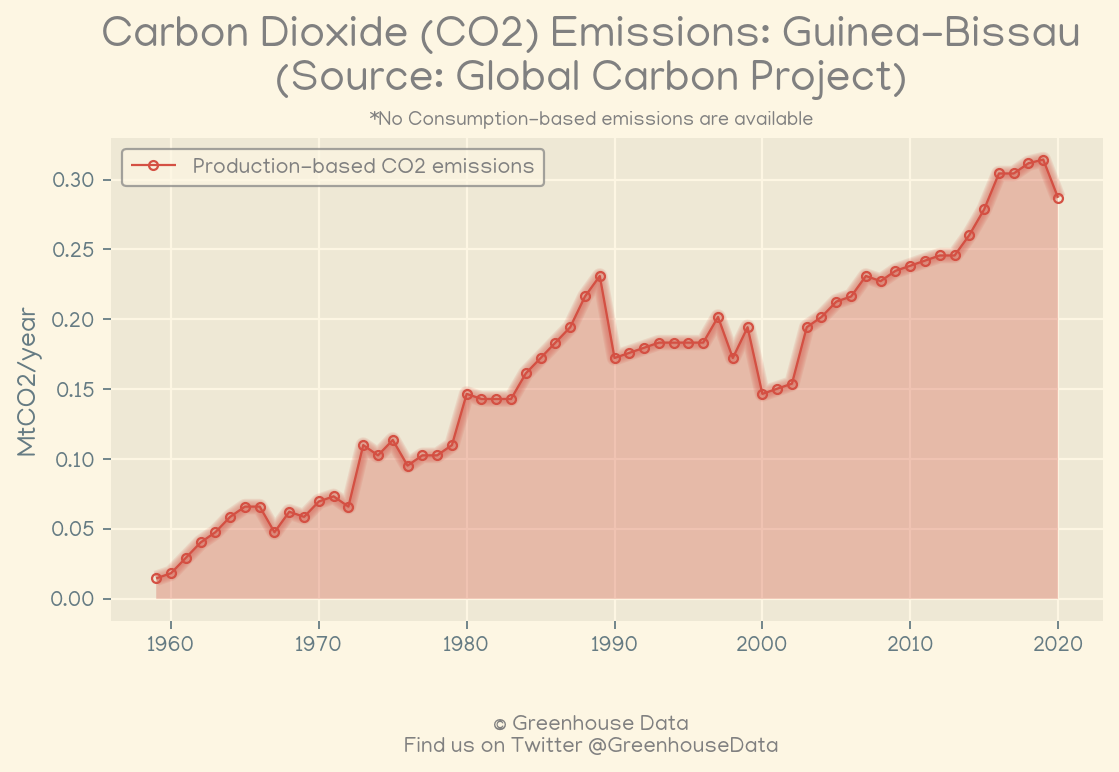 Carbon Dioxide (CO2) Emissions: Guinea-Bissau
(Source: Global Carbon Project)
*No Consumption-based emissions are available
Production-based CO2 emissions
MtCO2/year
0.30
0.25
0.20
0.15
0.10
0.05
0.00
1960 1970 1980 1990 2000 2010 2020
© Greenhouse Data
Find us on Twitter @GreenhouseData